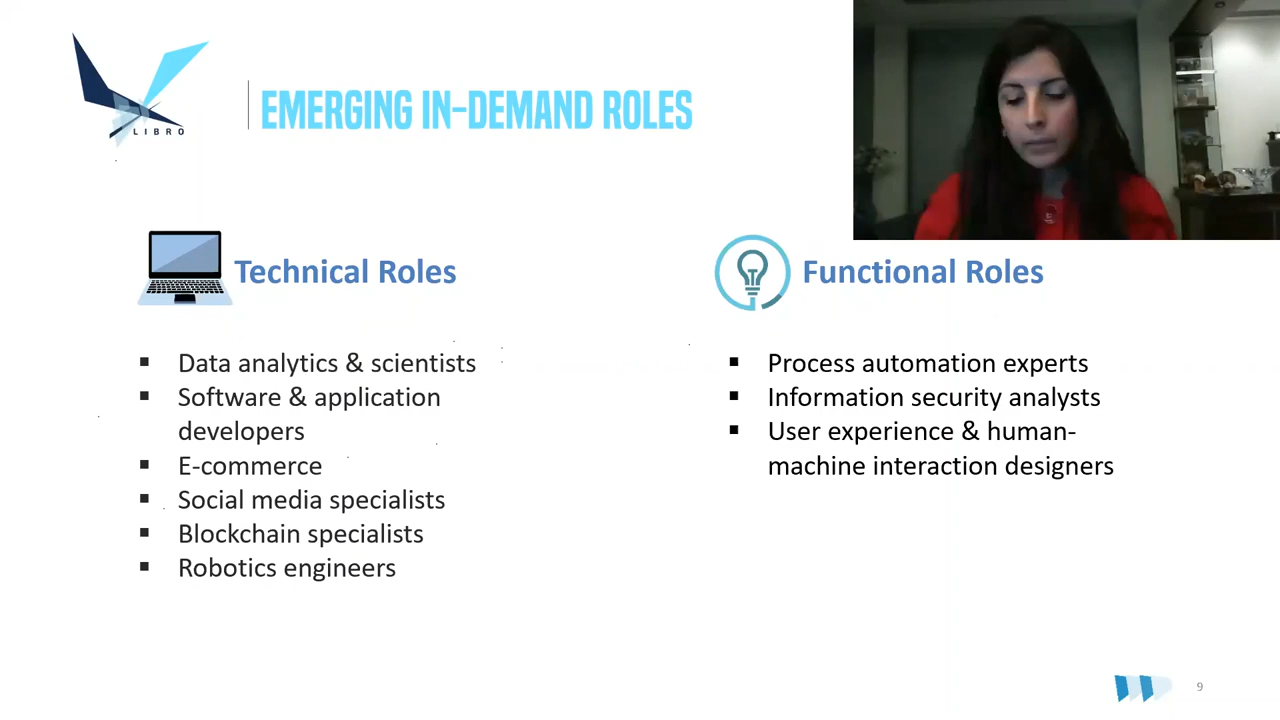 LIBRO
EMERGING IN-DEMAND ROLES
Technical Roles
▪ Data analytics & scientists
▪ Software & application
developers
▪ E-commerce
▪ Social media specialists
▪ Blockchain specialists
▪ Robotics engineers
Functional Roles
▪ Process automation experts
▪ Information security analysts
▪ User experience & human-
machine interaction designers
9